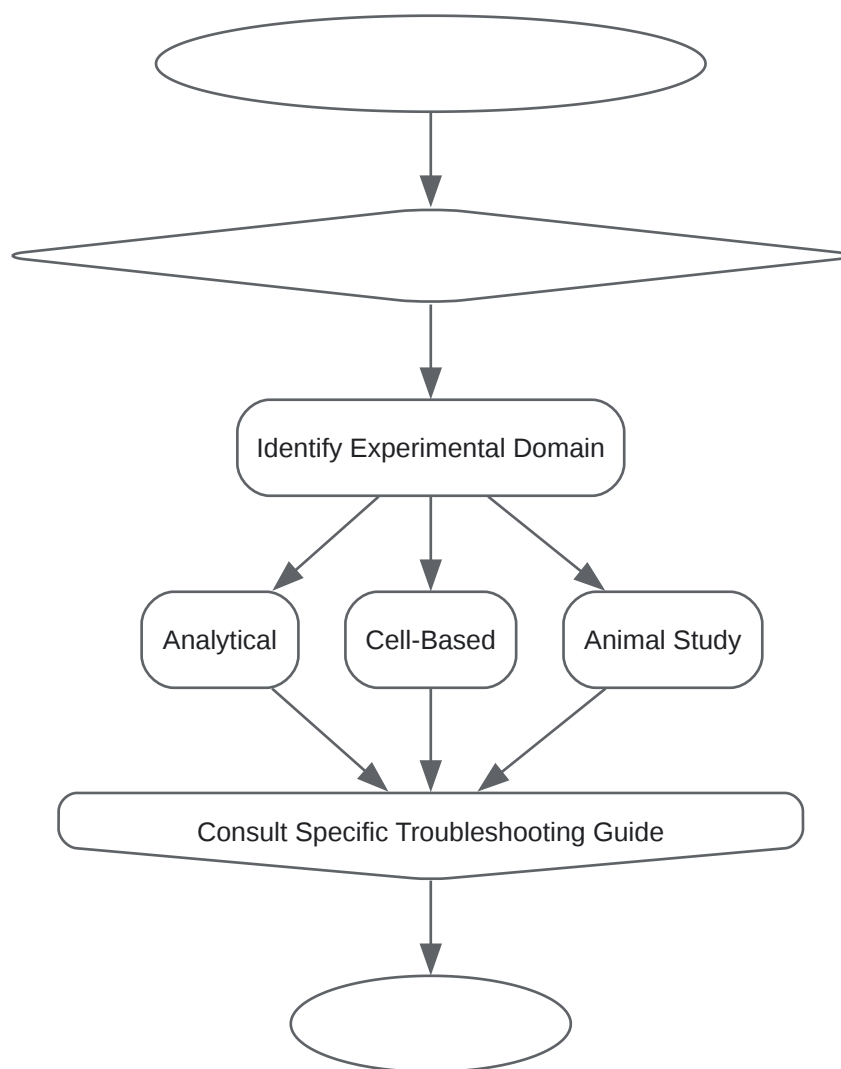 Identify Experimental Domain
Analytical
Cell-Based
Animal Study
Consult Specific Troubleshooting Guide